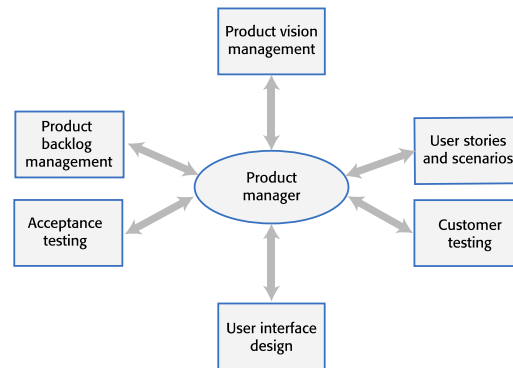 Product vision
management
Product
backlog
management
User stories
and scenarios
Product
manager
Acceptance
testing
Customer
testing
User interface
design